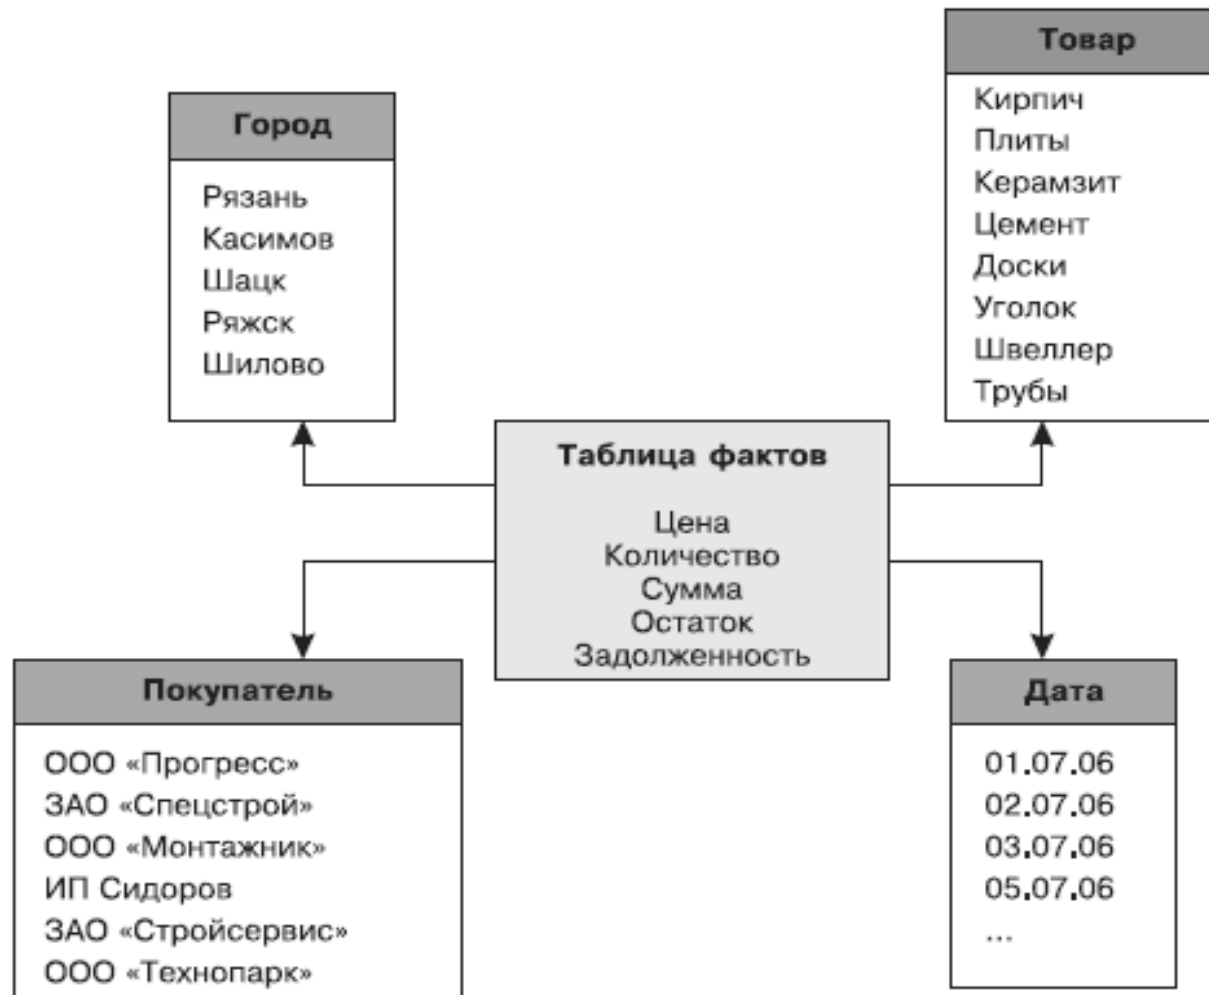 Товар
Кирпич
Плиты
Керамзит
Цемент
Доски
Уголок
Швеллер
Трубы
Город
Рязань
Касимов
Шацк
Ряжск
Шилово
Таблица фактов
Цена
Количество
Сумма
Остаток
Задолженность
Покупатель
ООО «Прогресс»
ЗАО «Спецстрой»
ООО «Монтажник»
ИП Сидоров
ЗАО «Стройсервис»
ООО «Технопарк»
Дата
01.07.06
02.07.06
03.07.06
05.07.06
...